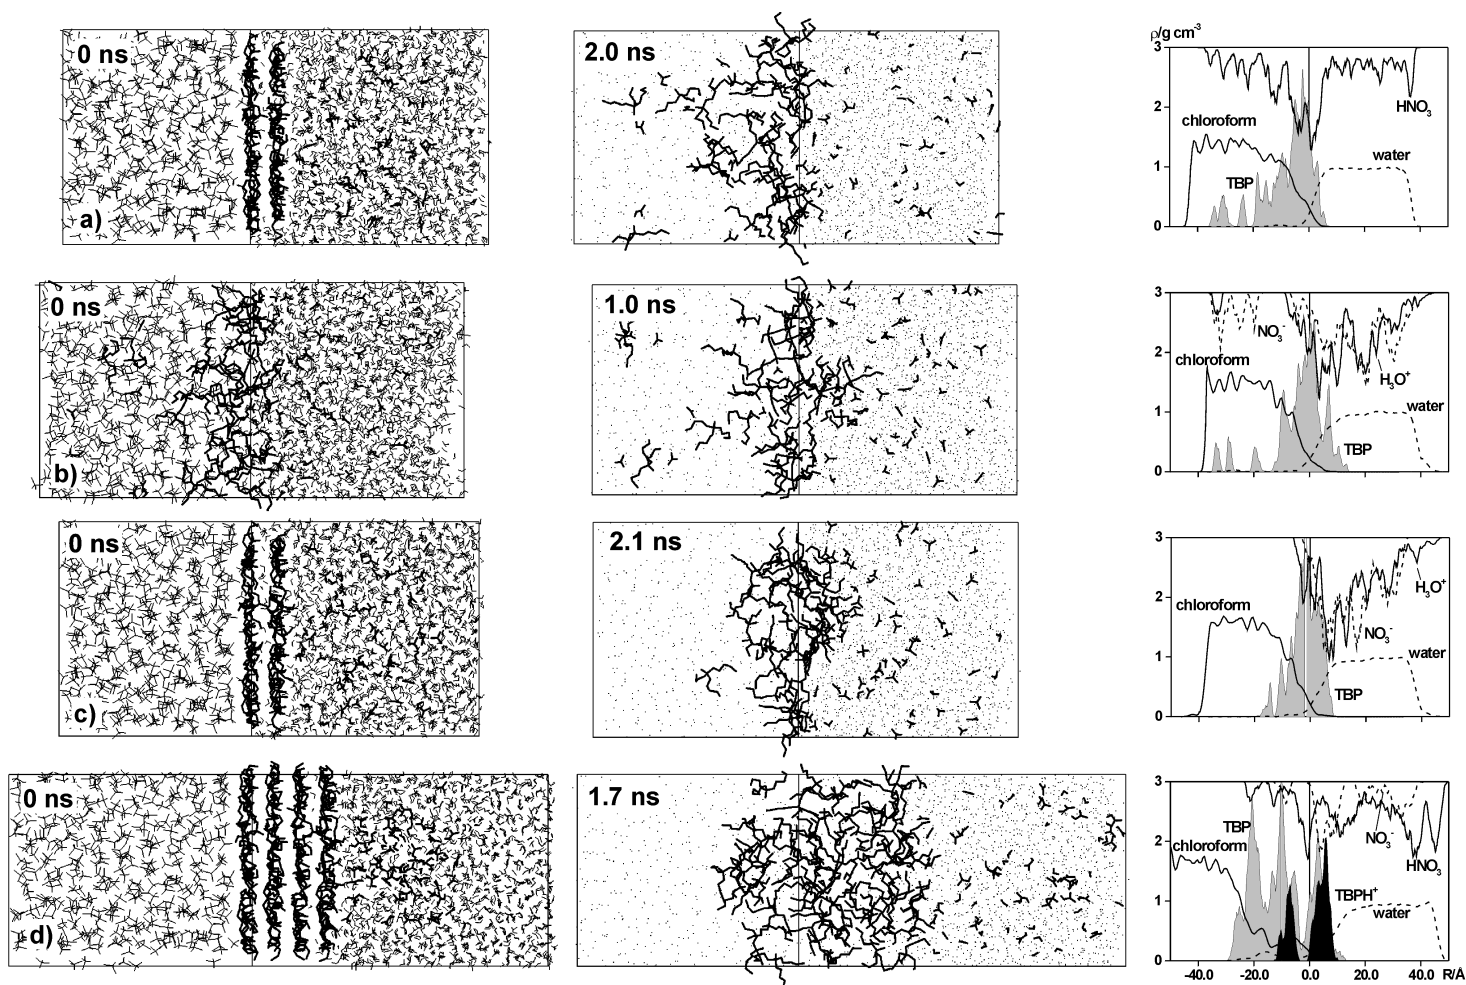 0 ns
a)
2.0 ns
ρ/g cm-3
3
2
1
0
HNO3
chloroform
water
TBP
0 ns
b)
1.0 ns
3
2
1
0
NO3-
chloroform
H3O+
water
TBP
0 ns
c)
2.1 ns
3
2
1
0
H3O+
chloroform
NO3-
water
TBP
0 ns
d)
1.7 ns
3
2
1
0
TBP
NO3-
chloroform
HNO3
TBPH+
water
-40.0 -20.0 0.0 20.0 40.0 R/Å